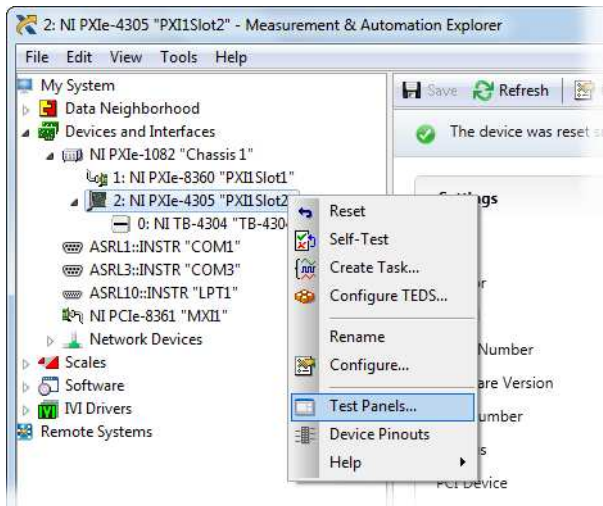 2: NI PXIe-4305 "PXI1Slot2" - Measurement & Automation Explorer
File Edit View Tools Help
My System
Data Neighborhood
Devices and Interfaces
NI PXIe-1082 "Chassis 1"
1: NI PXIe-8360 "PXI1Slot1"
2: NI PXIe-4305 "PXI1Slot2
0: NI TB-4304 "TB-4304
ASRL1::INSTR "COM1"
ASRL3::INSTR "COM3"
ASRL10::INSTR "LPT1"
NI PCIe-8361 "MXI1"
Network Devices
Scales
Software
IVI Drivers
Remote Systems
Save Refresh
The device was reset
Reset
Self-Test
Create Task...
Configure TEDS...
Rename
Configure...
Test Panels...
Device Pinouts
Help
Number
Version
PCI Device